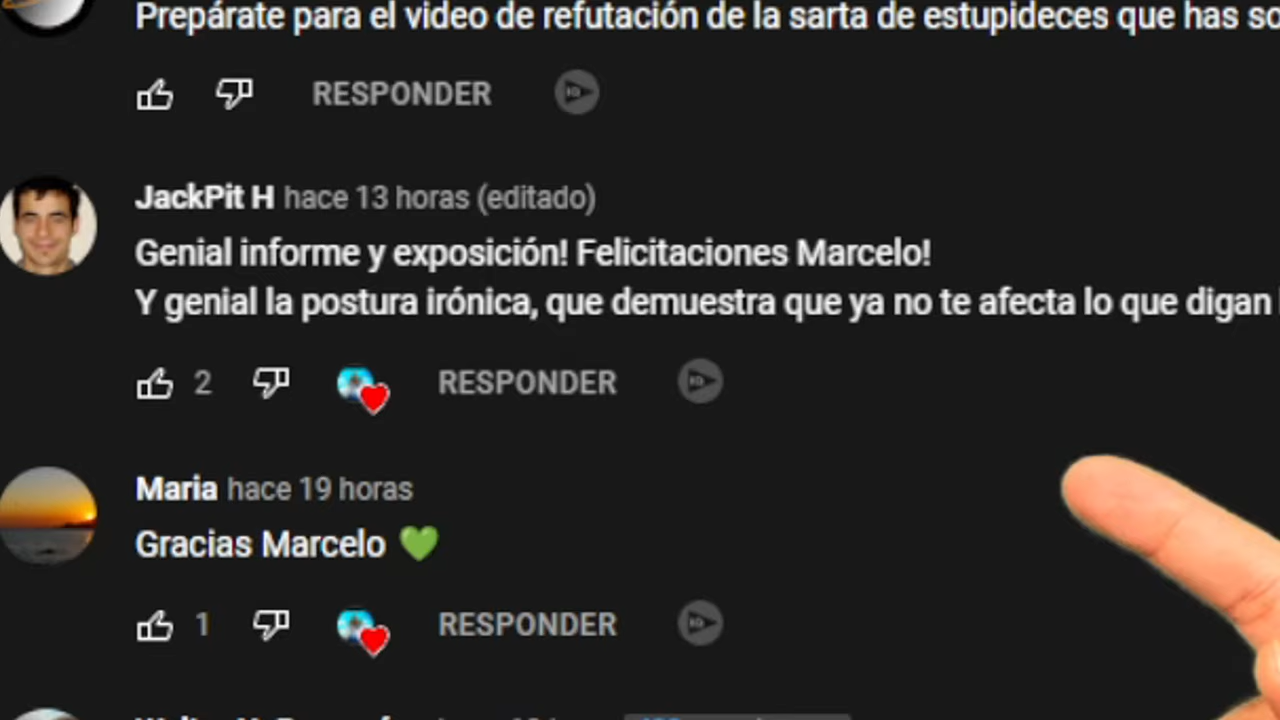 Prepárate para el video de refutación de la sarta de estupideces que has
RESPONDER
JackPit H hace 13 horas (editado)
Genial informe y exposición! Felicitaciones Marcelo!
Y genial la postura irónica, que demuestra que ya no te afecta lo que digan
2 RESPONDER
Maria hace 19 horas
Gracias Marcelo 💚
1 RESPONDER